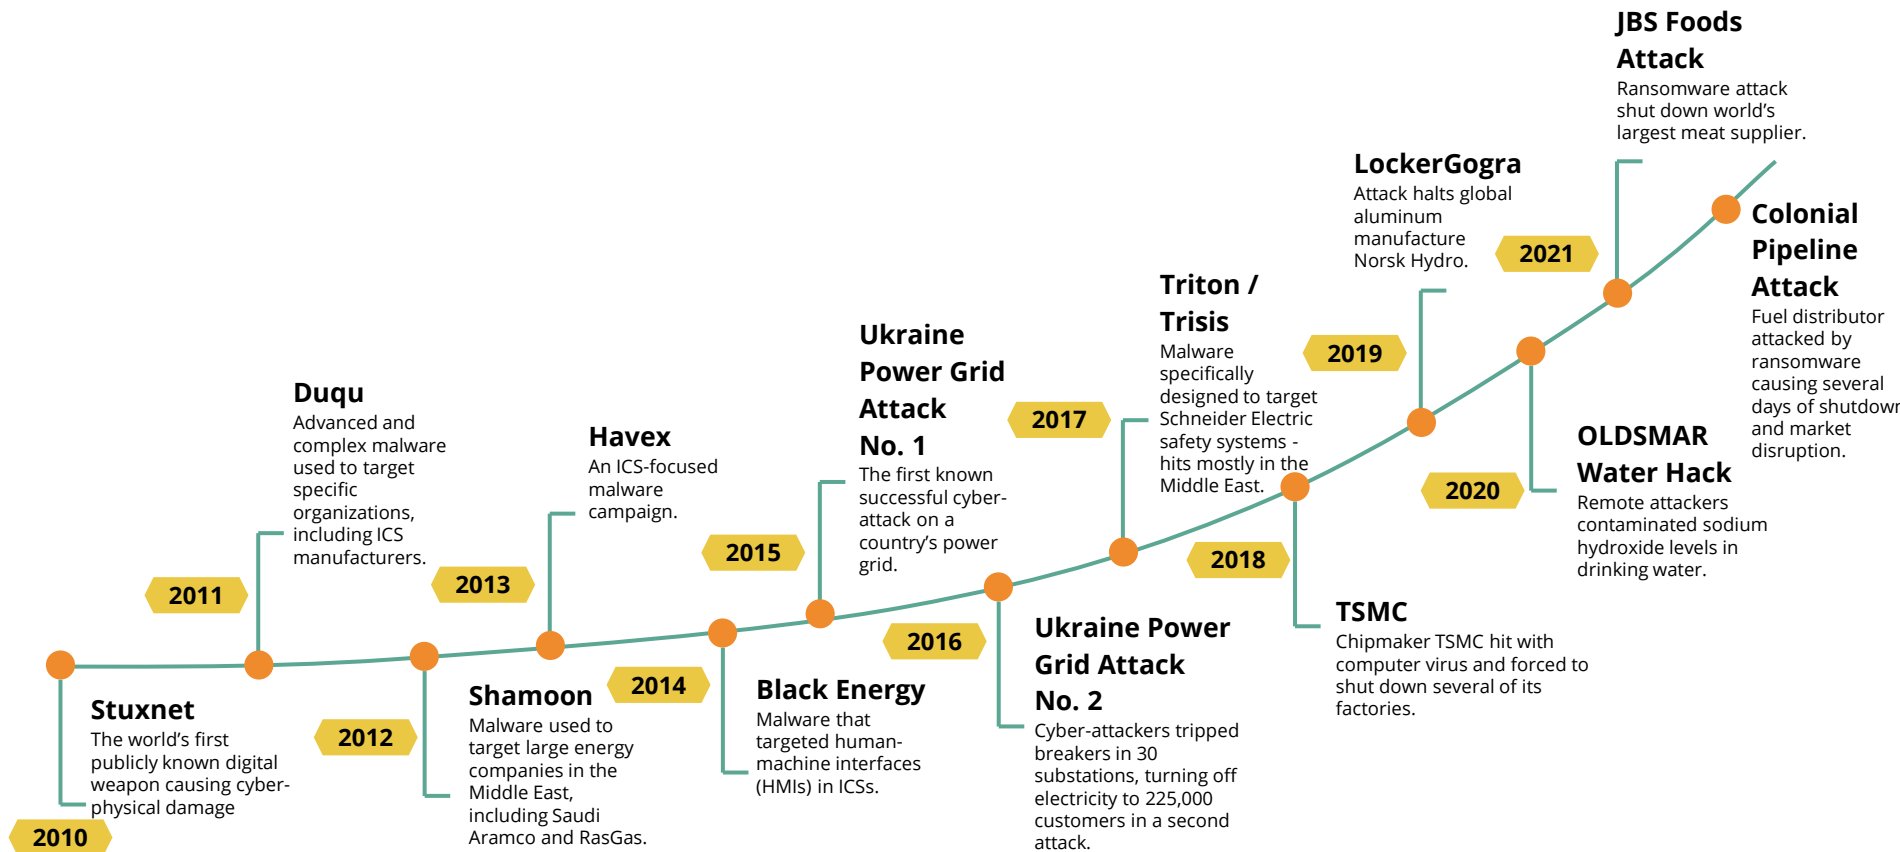 2010
Stuxnet
The world’s first
publicly known digital
weapon causing cyber-
physical damage
2011
Duqu
Advanced and
complex malware
used to target
specific
organizations,
including ICS
manufacturers.
2012
Shamoon
Malware used to
target large energy
companies in the
Middle East,
including Saudi
Aramco and RasGas.
2013
Havex
An ICS-focused
malware
campaign.
2014
Black Energy
Malware that
targeted human-
machine interfaces
(HMIs) in ICSs.
2015
Ukraine
Power Grid
Attack
No. 1
The first known
successful cyber-
attack on a
country’s power
grid.
2016
Ukraine Power
Grid Attack
No. 2
Cyber-attackers tripped
breakers in 30
substations, turning off
electricity to 225,000
customers in a second
attack.
2017
Triton /
Trisis
Malware
specifically
designed to target
Schneider Electric
safety systems -
hits mostly in the
Middle East.
2018
TSMC
Chipmaker TSMC hit with
computer virus and forced to
shut down several of its
factories.
2019
LockerGogra
Attack halts global
aluminum
manufacture
Norsk Hydro.
2020
OLDSMAR
Water Hack
Remote attackers
contaminated sodium
hydroxide levels in
drinking water.
2021
JBS Foods
Attack
Ransomware attack
shut down world’s
largest meat supplier.
Colonial
Pipeline
Attack
Fuel distributor
attacked by
ransomware
causing several
days of shutdown
and market
disruption.